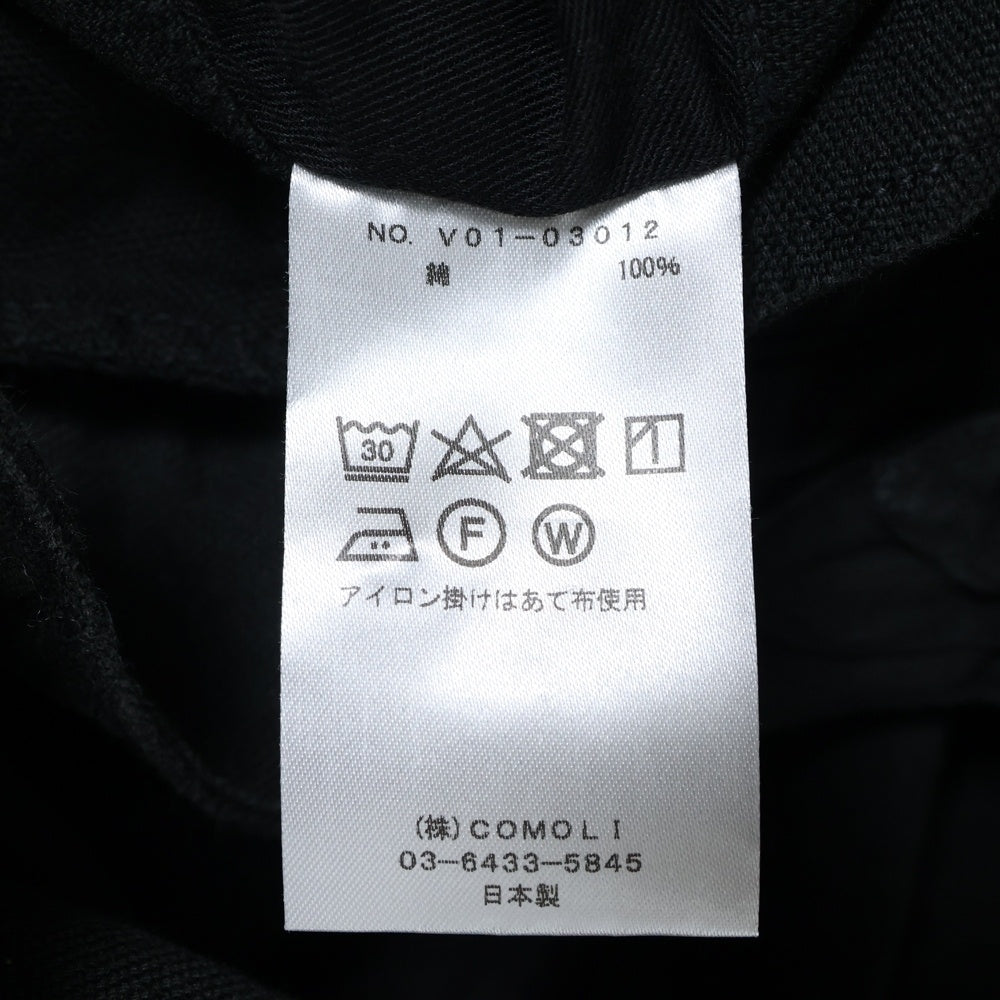 NO. V01-03012
綿 100%
30
F W
アイロン掛けはあて布使用
(株)COMOLI
03-6433-5845
日本製